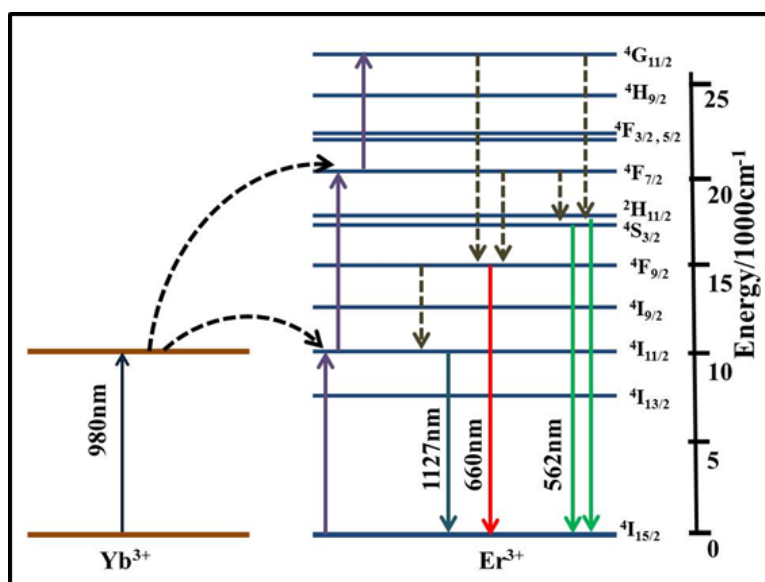 ⁴G₁₁/₂
⁴H₉/₂
⁴F₃/₂ , ₅/₂
⁴F₇/₂
²H₁₁/₂
⁴S₃/₂
⁴F₉/₂
⁴I₉/₂
⁴I₁₁/₂
⁴I₁₃/₂
⁴I₁₅/₂
25
20
15
10
5
0
Energy/1000cm⁻¹
980nm
1127nm
660nm
562nm
Yb³⁺
Er³⁺